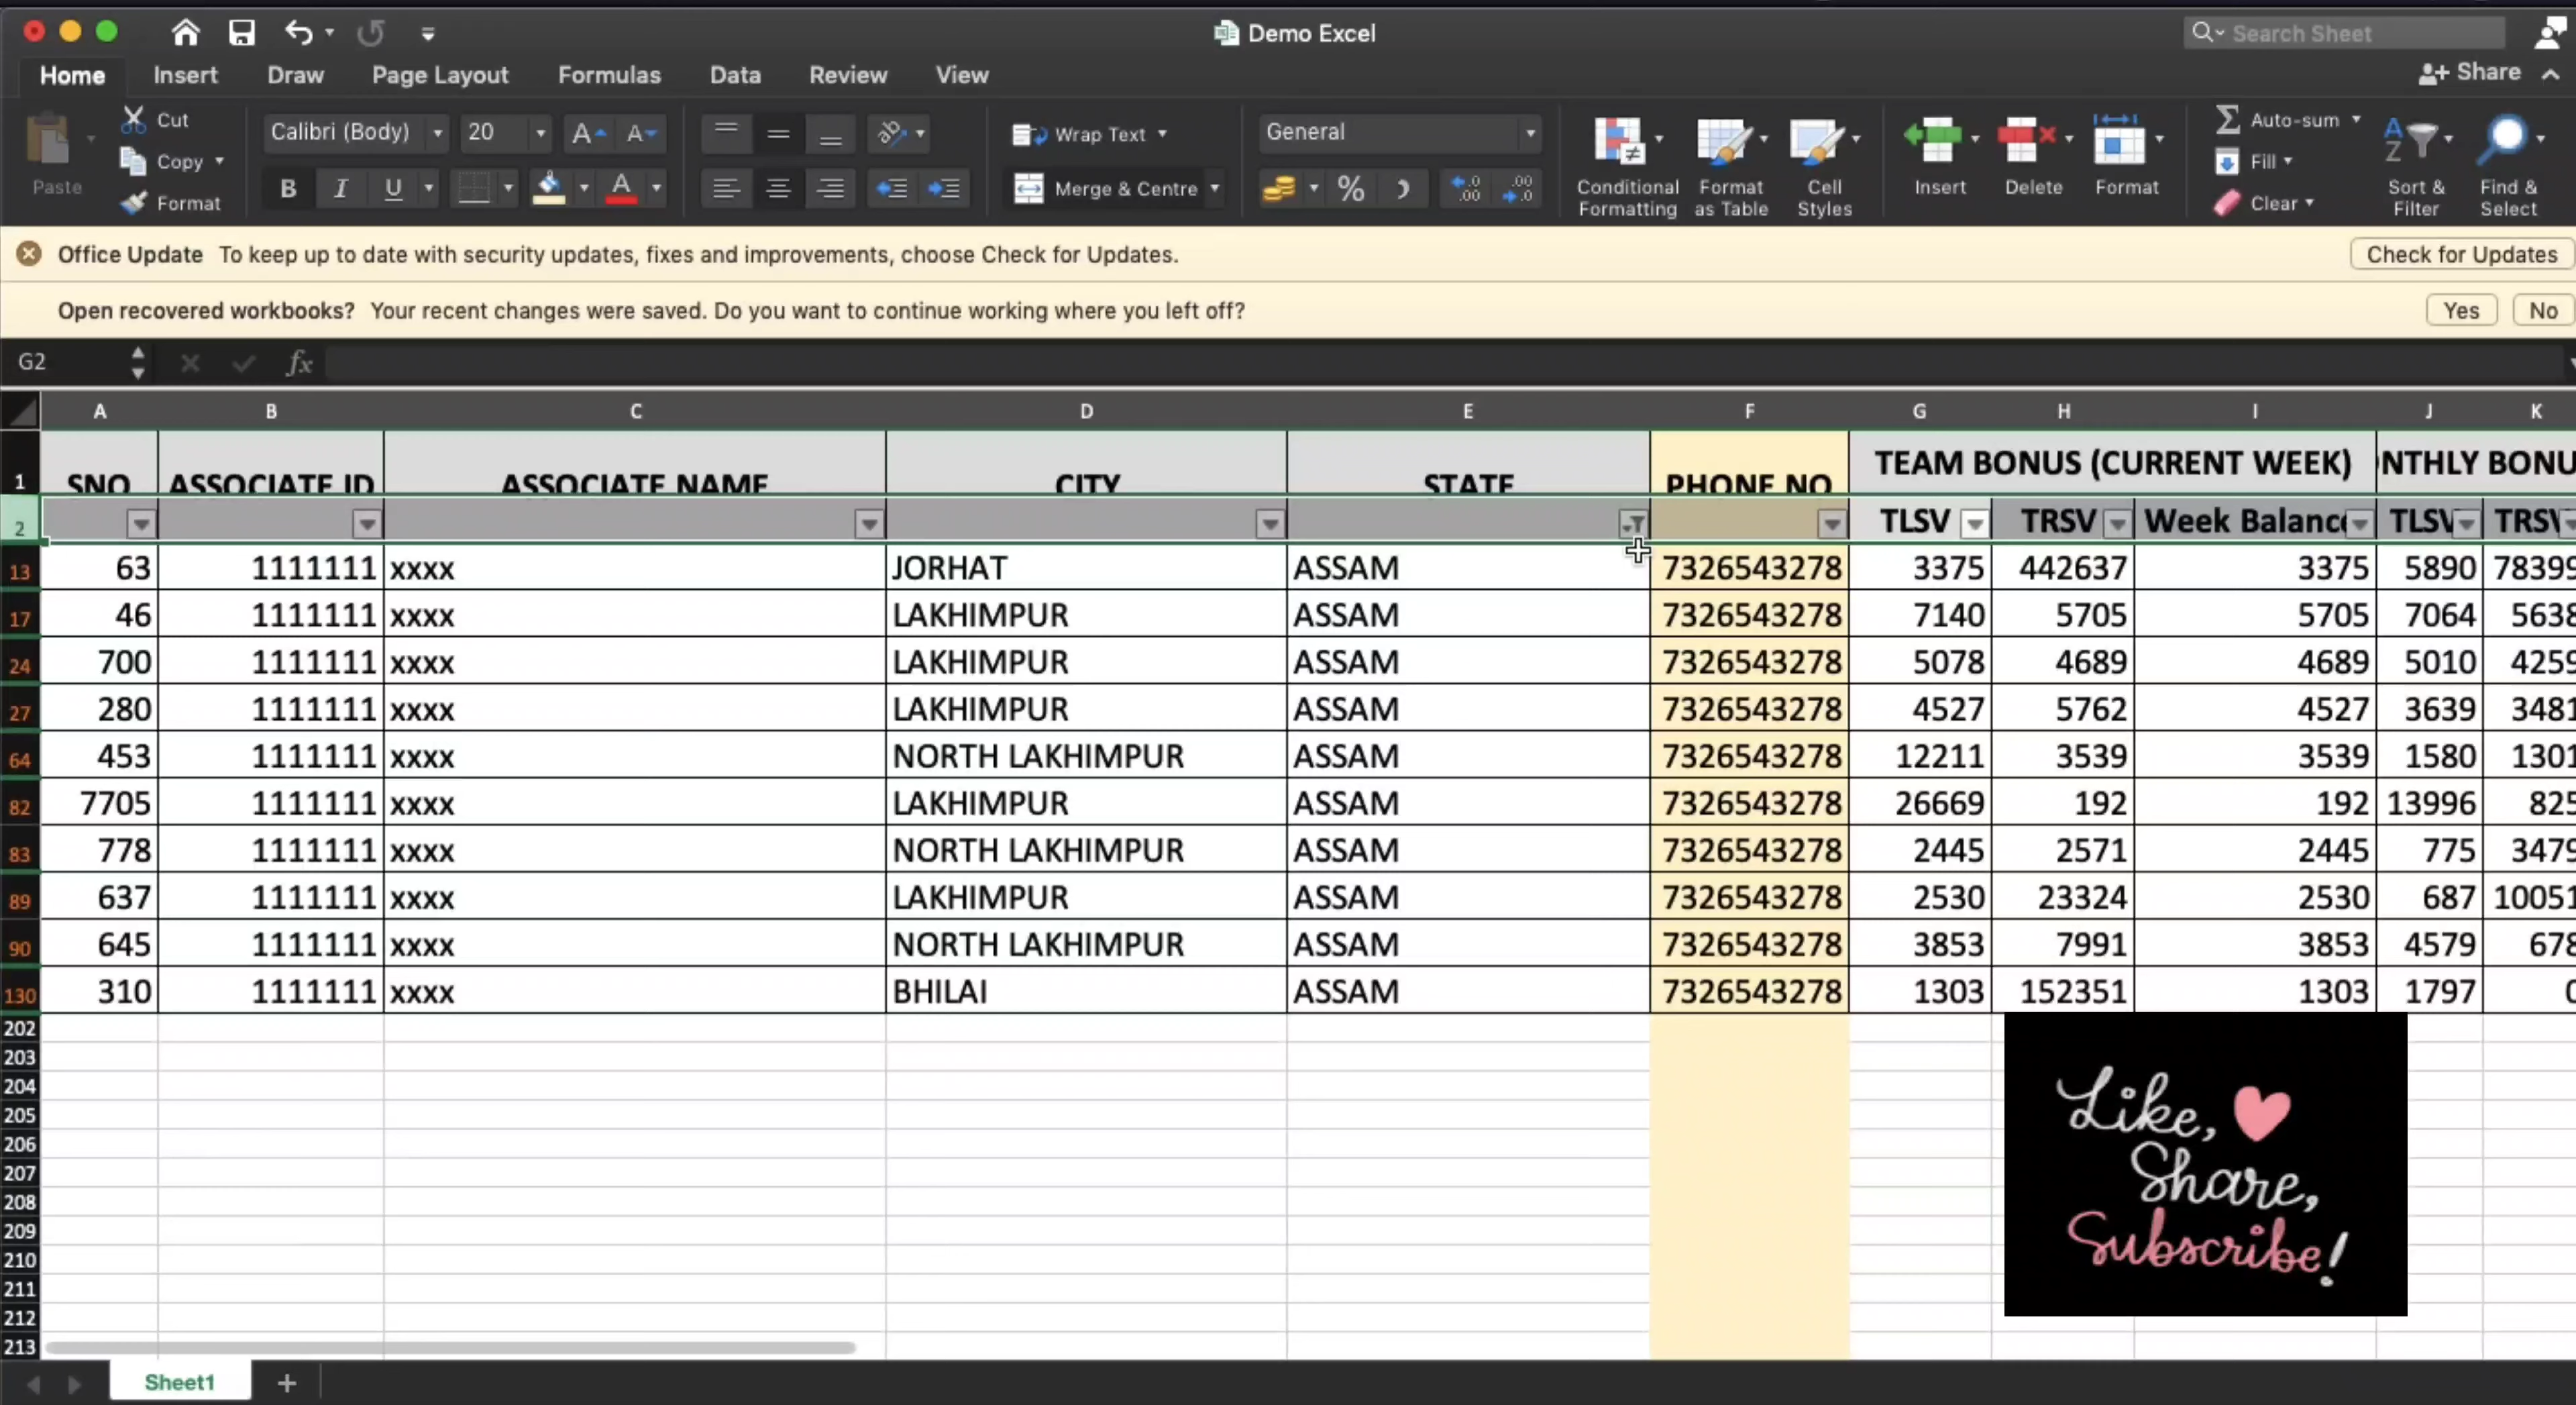 Demo Excel
Search Sheet
Home Insert Draw Page Layout Formulas Data Review View
Share
Paste
Cut
Copy
Format
Calibri (Body) 20
B I U
Wrap Text
Merge & Centre
General
Conditional Formatting
Format as Table
Cell Styles
Insert
Delete
Format
Auto-sum
Fill
Clear
Sort & Filter
Find & Select
Office Update To keep up to date with security updates, fixes and improvements, choose Check for Updates.
Check for Updates
Open recovered workbooks? Your recent changes were saved. Do you want to continue working where you left off?
Yes No
G2 fx
A B C D E F G H I J K
1 SNO ASSOCIATE ID ASSOCIATE NAME CITY STATE PHONE NO TEAM BONUS (CURRENT WEEK) NTHLY BONU
2 TLSV TRSV Week Balance TLSV TRSV
13 63 1111111 xxxx JORHAT ASSAM 7326543278 3375 442637 3375 5890 78399
17 46 1111111 xxxx LAKHIMPUR ASSAM 7326543278 7140 5705 5705 7064 5638
24 700 1111111 xxxx LAKHIMPUR ASSAM 7326543278 5078 4689 4689 5010 4259
27 280 1111111 xxxx LAKHIMPUR ASSAM 7326543278 4527 5762 4527 3639 3481
64 453 1111111 xxxx NORTH LAKHIMPUR ASSAM 7326543278 12211 3539 3539 1580 1301
82 7705 1111111 xxxx LAKHIMPUR ASSAM 7326543278 26669 192 192 13996 825
83 778 1111111 xxxx NORTH LAKHIMPUR ASSAM 7326543278 2445 2571 2445 775 3479
89 637 1111111 xxxx LAKHIMPUR ASSAM 7326543278 2530 23324 2530 687 10051
90 645 1111111 xxxx NORTH LAKHIMPUR ASSAM 7326543278 3853 7991 3853 4579 678
130 310 1111111 xxxx BHILAI ASSAM 7326543278 1303 152351 1303 1797 0
202
203
204
205
206
207
208
209
210
211
212
213
Like,
Share,
Subscribe!
Sheet1